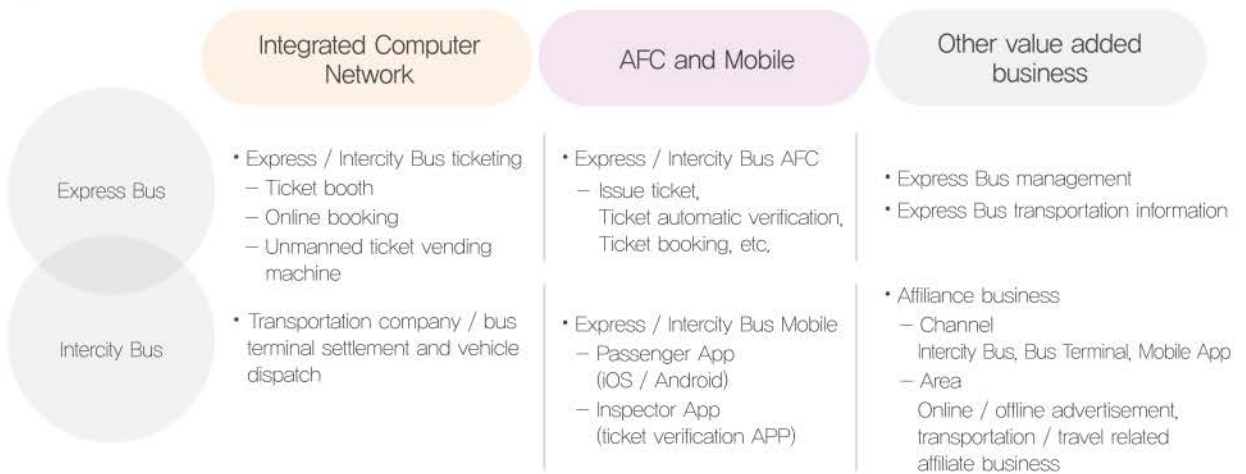 Integrated Computer
Network
AFC and Mobile
Other value added
business
Express Bus
• Express / Intercity Bus ticketing
– Ticket booth
– Online booking
– Unmanned ticket vending
machine
• Express / Intercity Bus AFC
– Issue ticket,
Ticket automatic verification,
Ticket booking, etc.
• Express Bus management
• Express Bus transportation information
Intercity Bus
• Transportation company / bus
terminal settlement and vehicle
dispatch
• Express / Intercity Bus Mobile
– Passenger App
(iOS / Android)
– Inspector App
(ticket verification APP)
• Affiliance business
– Channel
Intercity Bus, Bus Terminal, Mobile App
– Area
Online / offline advertisement,
transportation / travel related
affiliate business